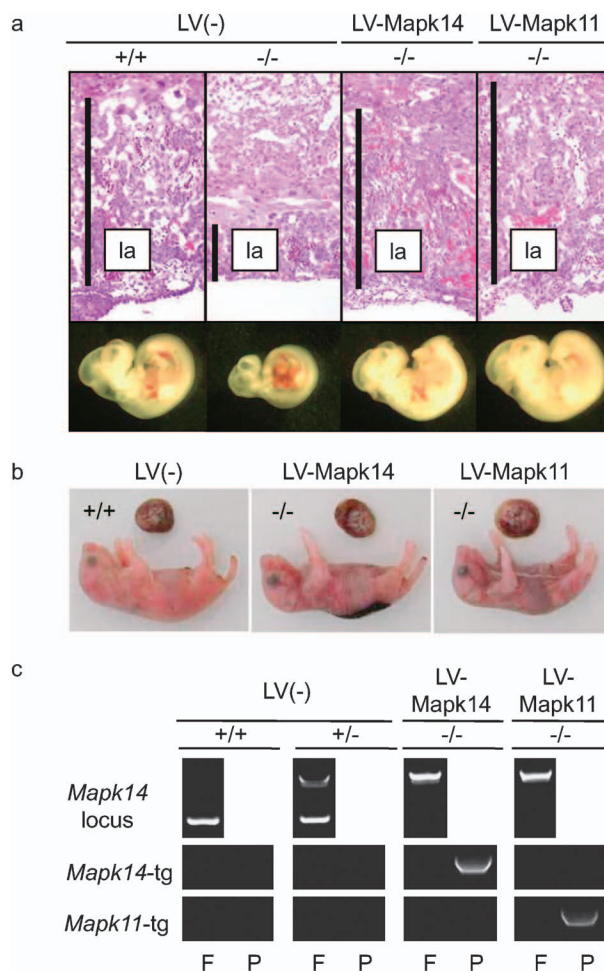 a
LV(-) LV-Mapk14 LV-Mapk11
+/+ -/- -/- -/-
la la la la
b
LV(-) LV-Mapk14 LV-Mapk11
+/+ -/- -/-
c
LV(-) LV-Mapk14 LV-Mapk11
+/+ +/- -/- -/-
Mapk14 locus
Mapk14-tg
Mapk11-tg
F P F P F P F P